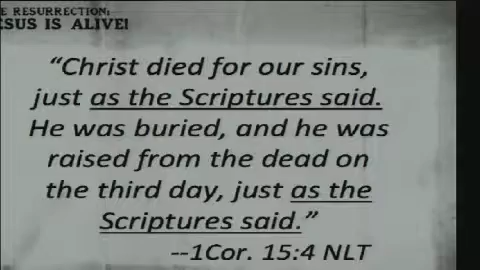 E RESURRECTION:
ESUS IS ALIVE!
“Christ died for our sins,
just as the Scriptures said.
He was buried, and he was
raised from the dead on
the third day, just as the
Scriptures said.”
--1Cor. 15:4 NLT